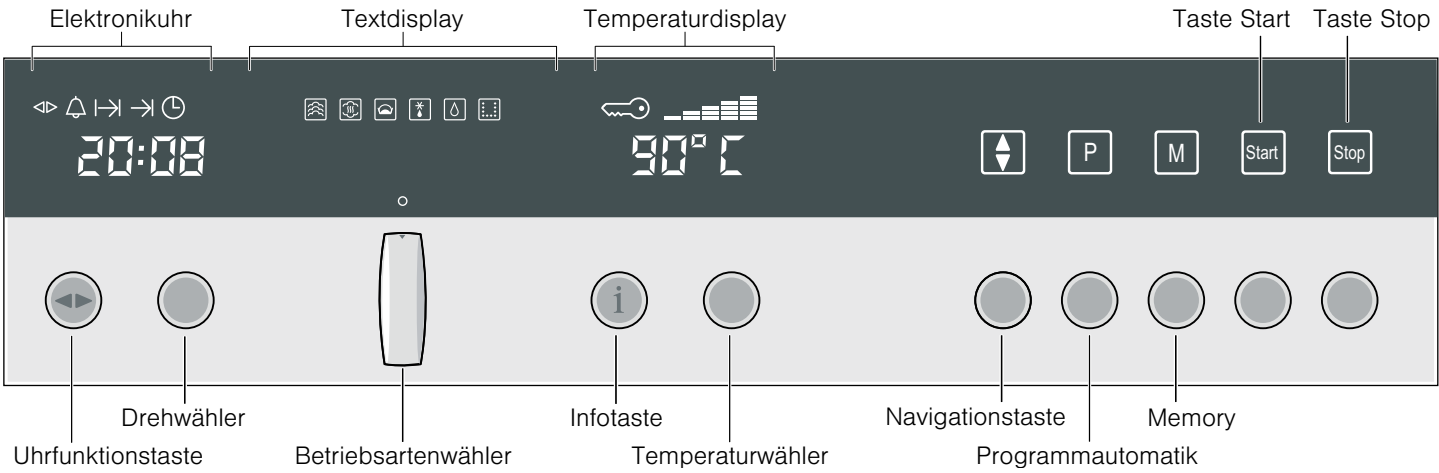 Elektronikuhr Textdisplay Temperaturdisplay Taste Start Taste Stop
20:08 90°C
P M Start Stop
i
Drehwähler Infotaste Navigationstaste Memory
Uhrfunktionstaste Betriebsartenwähler Temperaturwähler Programmautomatik